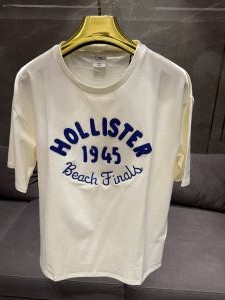 HOLLISTER
1945
Beach Finals